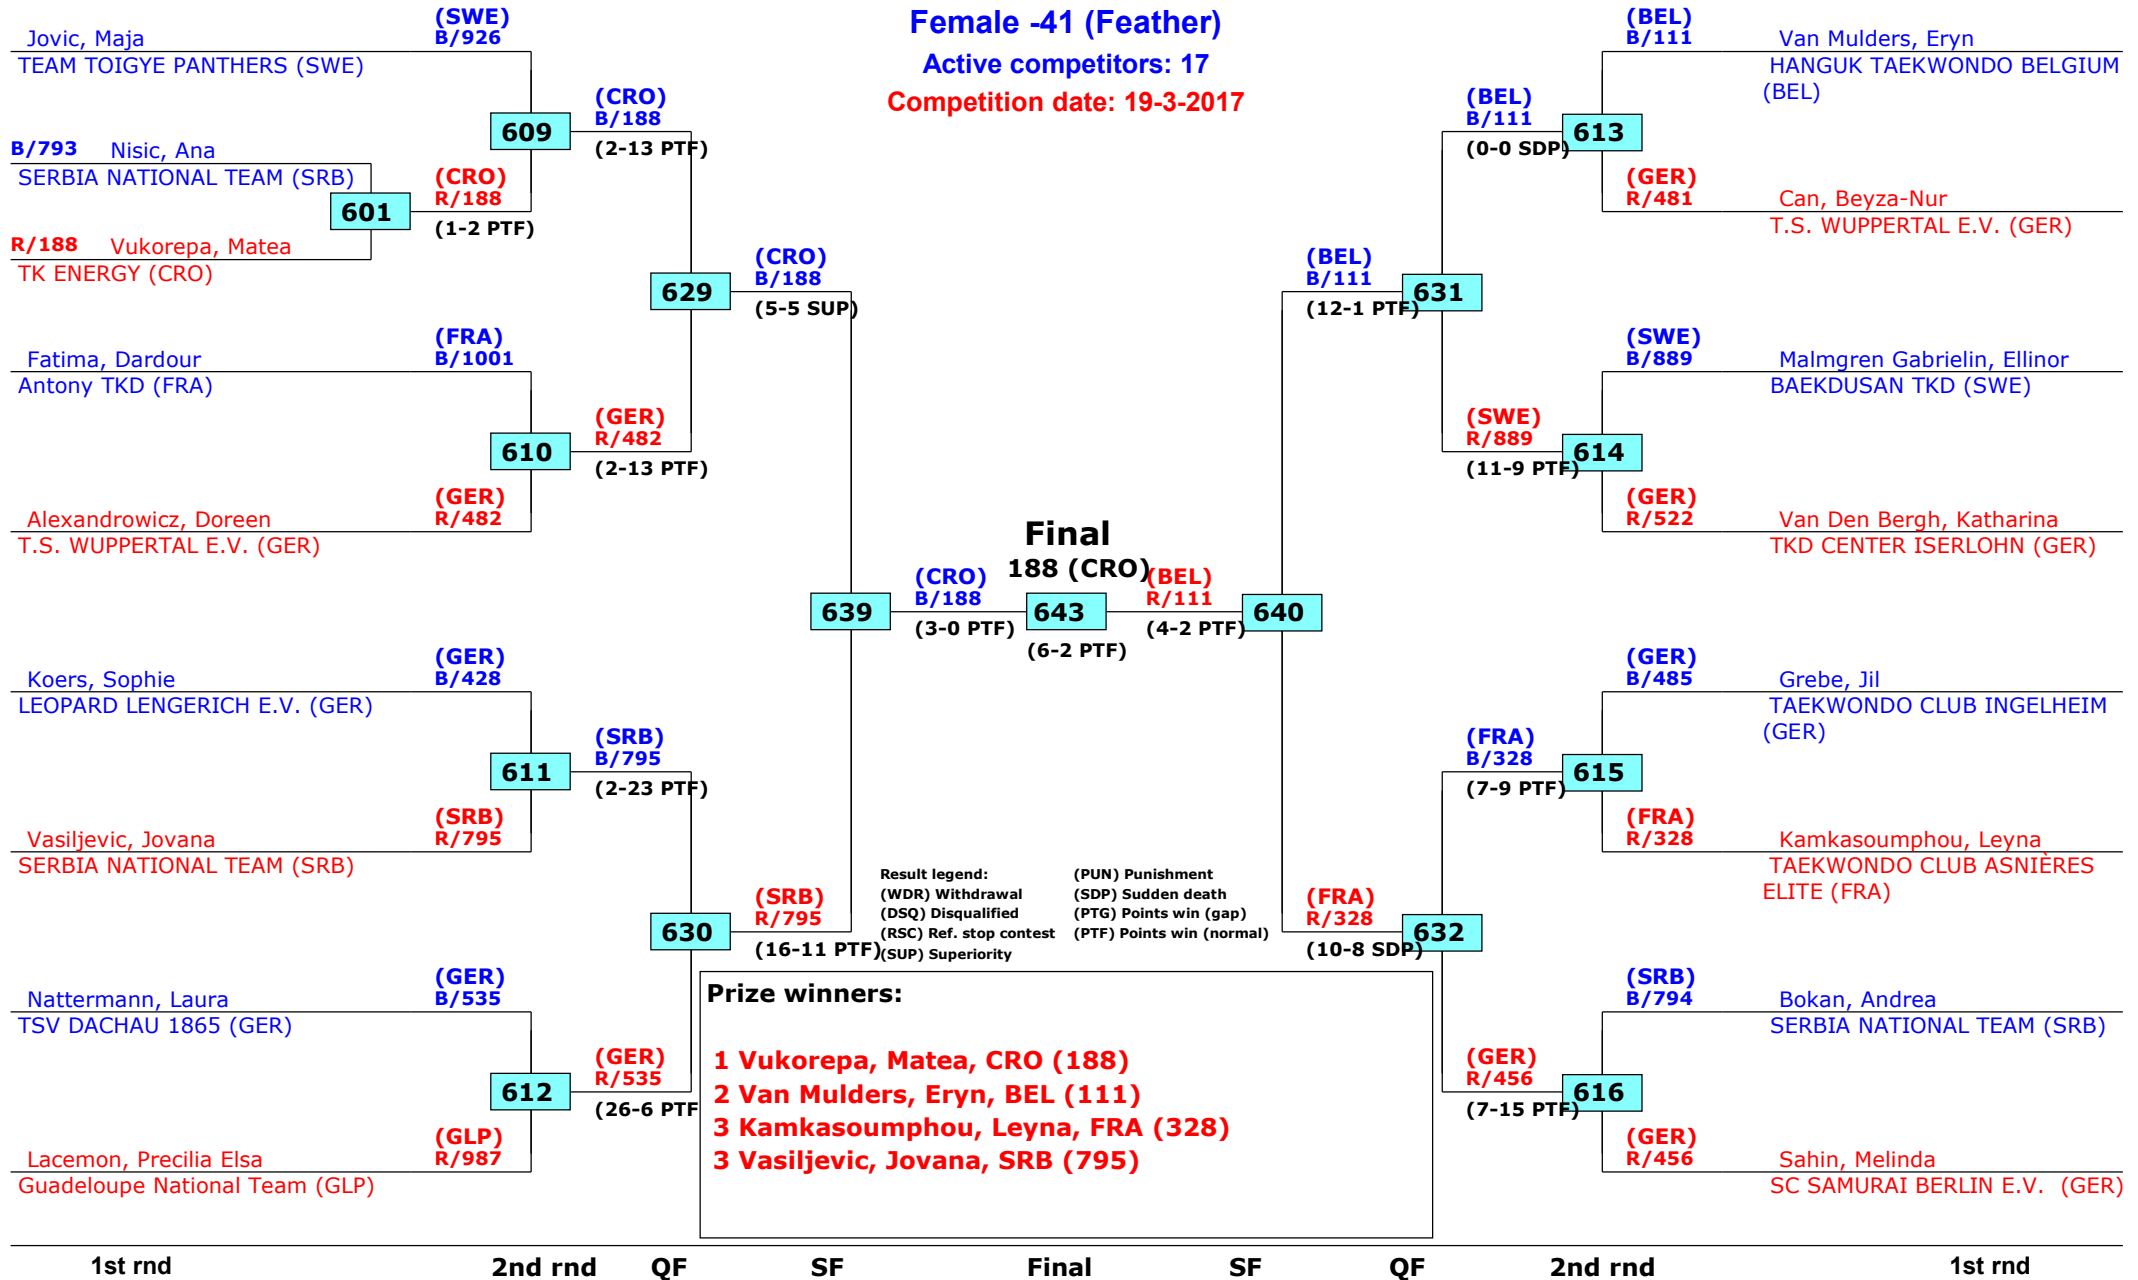 Female -41 (Feather)
Active competitors: 17
Competition date: 19-3-2017
(SWE)
B/926
Jovic, Maja
TEAM TOIGYE PANTHERS (SWE)
B/793 Nisic, Ana
SERBIA NATIONAL TEAM (SRB)
R/188 Vukorepa, Matea
TK ENERGY (CRO)
601
(CRO)
R/188
(1-2 PTF)
609
(CRO)
B/188
(2-13 PTF)
(FRA)
B/1001
Fatima, Dardour
Antony TKD (FRA)
(GER)
R/482
Alexandrowicz, Doreen
T.S. WUPPERTAL E.V. (GER)
610
(GER)
R/482
(2-13 PTF)
629
(CRO)
B/188
(5-5 SUP)
(GER)
B/428
Koers, Sophie
LEOPARD LENGERICH E.V. (GER)
(SRB)
R/795
Vasiljevic, Jovana
SERBIA NATIONAL TEAM (SRB)
611
(SRB)
B/795
(2-23 PTF)
(GER)
B/535
Nattermann, Laura
TSV DACHAU 1865 (GER)
(GLP)
R/987
Lacemon, Precilia Elsa
Guadeloupe National Team (GLP)
612
(GER)
R/535
(26-6 PTF
630
(SRB)
R/795
(16-11 PTF)
639
(CRO)
B/188
(3-0 PTF)
Final
188 (CRO)
643
(6-2 PTF)
(BEL)
R/111
(4-2 PTF)
640
(BEL)
B/111
(12-1 PTF)
631
(BEL)
B/111
(0-0 SDP)
613
(BEL)
B/111
Van Mulders, Eryn
HANGUK TAEKWONDO BELGIUM
(BEL)
(GER)
R/481
Can, Beyza-Nur
T.S. WUPPERTAL E.V. (GER)
(SWE)
R/889
(11-9 PTF)
614
(SWE)
B/889
Malmgren Gabrielin, Ellinor
BAEKDUSAN TKD (SWE)
(GER)
R/522
Van Den Bergh, Katharina
TKD CENTER ISERLOHN (GER)
(FRA)
R/328
(10-8 SDP)
632
(FRA)
B/328
(7-9 PTF)
615
(GER)
B/485
Grebe, Jil
TAEKWONDO CLUB INGELHEIM
(GER)
(FRA)
R/328
Kamkasoumphou, Leyna
TAEKWONDO CLUB ASNIÈRES
ELITE (FRA)
(GER)
R/456
(7-15 PTF)
616
(SRB)
B/794
Bokan, Andrea
SERBIA NATIONAL TEAM (SRB)
(GER)
R/456
Sahin, Melinda
SC SAMURAI BERLIN E.V. (GER)
Result legend: (PUN) Punishment
(WDR) Withdrawal (SDP) Sudden death
(DSQ) Disqualified (PTG) Points win (gap)
(RSC) Ref. stop contest (PTF) Points win (normal)
(SUP) Superiority
Prize winners:
1 Vukorepa, Matea, CRO (188)
2 Van Mulders, Eryn, BEL (111)
3 Kamkasoumphou, Leyna, FRA (328)
3 Vasiljevic, Jovana, SRB (795)
1st rnd 2nd rnd QF SF Final SF QF 2nd rnd 1st rnd